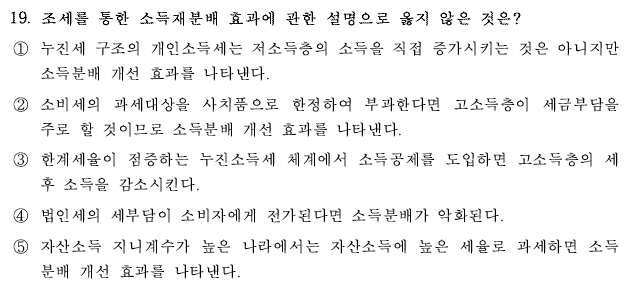 19. 조세를 통한 소득재분배 효과에 관한 설명으로 옳지 않은 것은?
① 누진세 구조의 개인소득세는 저소득층의 소득을 직접 증가시키는 것은 아니지만
소득분배 개선 효과를 나타낸다.
② 소비세의 과세대상을 사치품으로 한정하여 부과한다면 고소득층이 세금부담을
주로 할 것이므로 소득분배 개선 효과를 나타낸다.
③ 한계세율이 점증하는 누진소득세 체계에서 소득공제를 도입하면 고소득층의 세
후 소득을 감소시킨다.
④ 법인세의 세부담이 소비자에게 전가된다면 소득분배가 악화된다.
⑤ 자산소득 지니계수가 높은 나라에서는 자산소득에 높은 세율로 과세하면 소득
분배 개선 효과를 나타낸다.